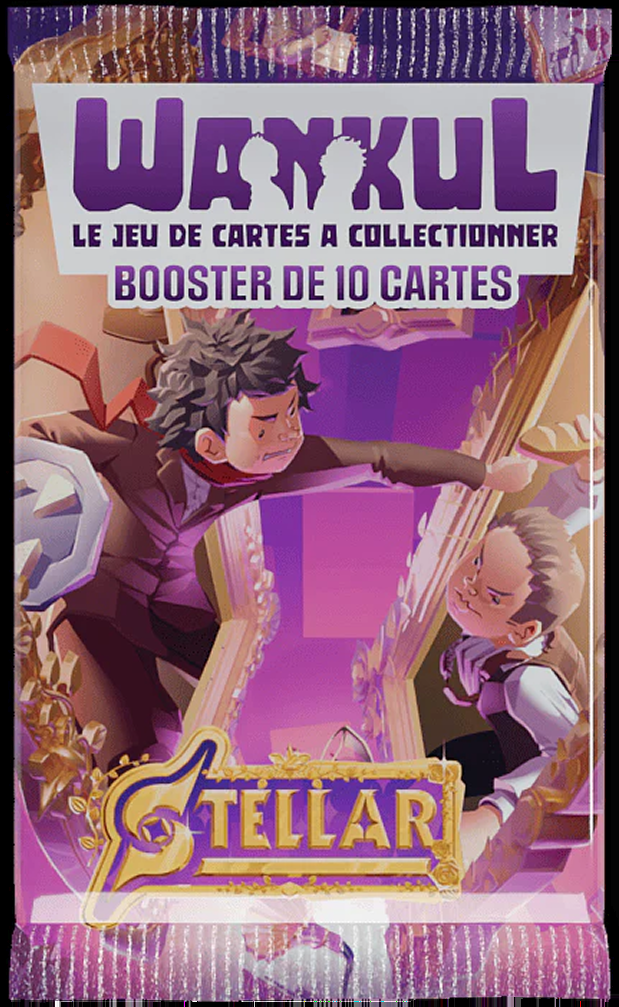 WANKUL
LE JEU DE CARTES A COLLECTIONNER
BOOSTER DE 10 CARTES
STELLAR